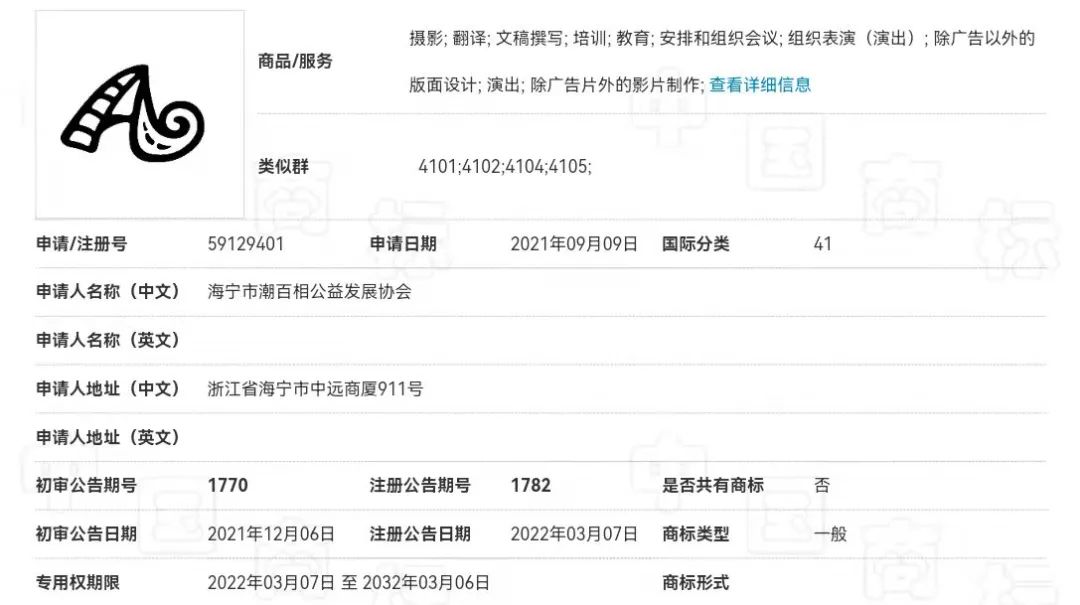 商品/服务
摄影; 翻译; 文稿撰写; 培训; 教育; 安排和组织会议; 组织表演（演出）; 除广告以外的
版面设计; 演出; 除广告片外的影片制作; 查看详细信息
类似群 4101;4102;4104;4105;
申请/注册号 59129401 申请日期 2021年09月09日 国际分类 41
申请人名称（中文） 海宁市潮百相公益发展协会
申请人名称（英文）
申请人地址（中文） 浙江省海宁市中远商厦911号
申请人地址（英文）
初审公告期号 1770 注册公告期号 1782 是否共有商标 否
初审公告日期 2021年12月06日 注册公告日期 2022年03月07日 商标类型 一般
专用权期限 2022年03月07日 至 2032年03月06日 商标形式
中国商标
中国商标